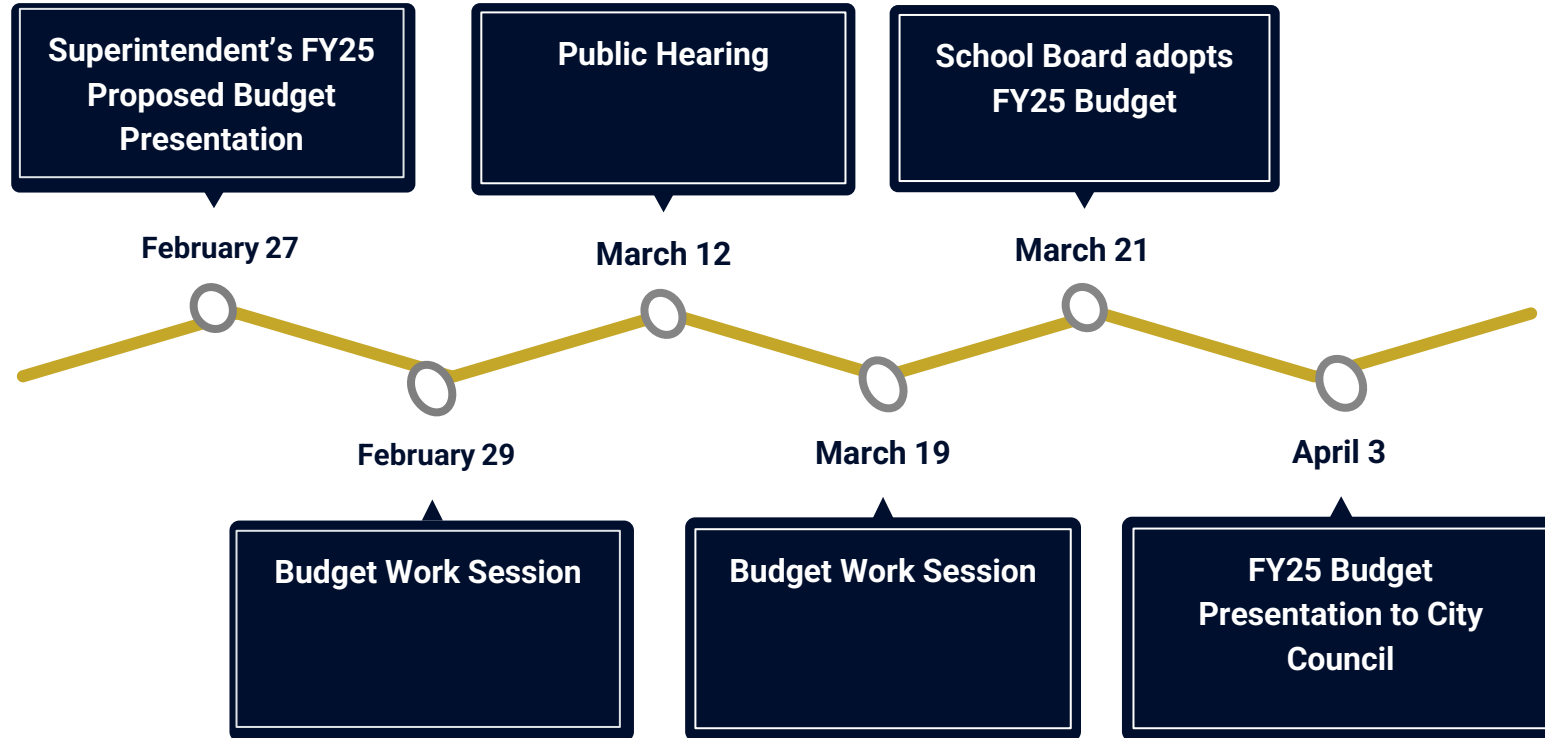 Superintendent’s FY25
Proposed Budget
Presentation
February 27
Public Hearing
March 12
School Board adopts
FY25 Budget
March 21
February 29
Budget Work Session
March 19
Budget Work Session
April 3
FY25 Budget
Presentation to City
Council